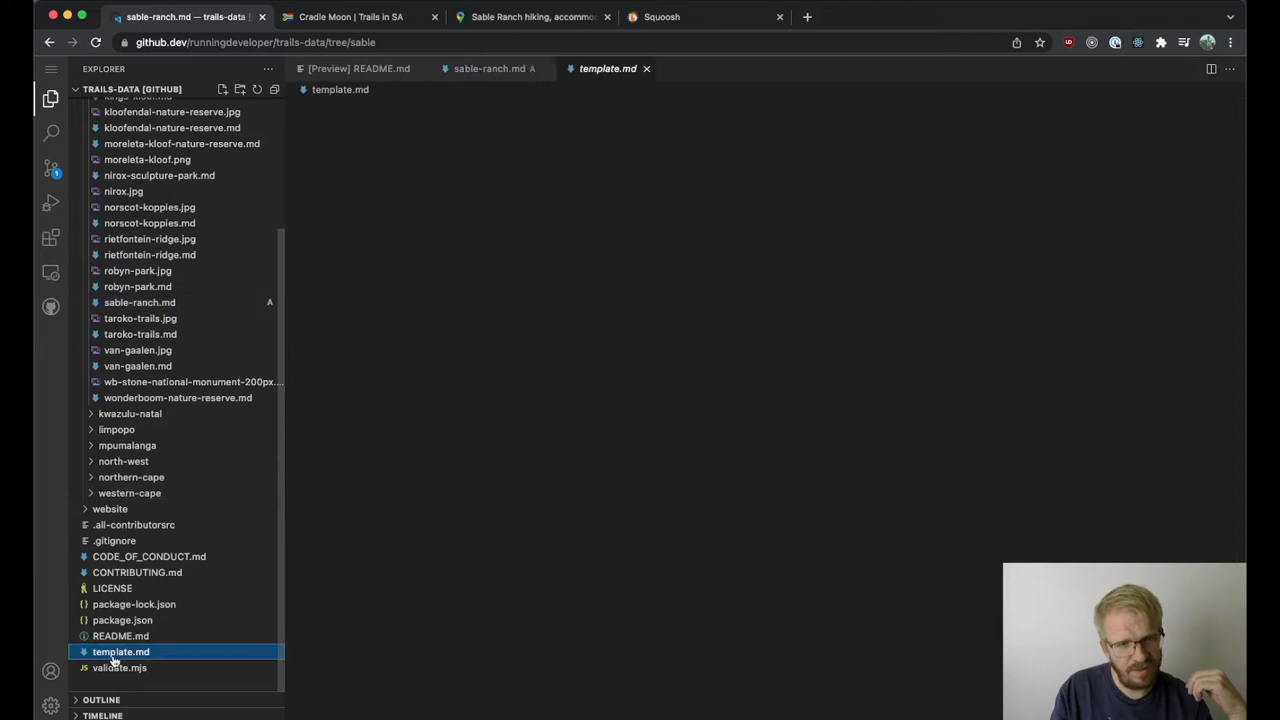 sable-ranch.md — trails-data
Cradle Moon | Trails in SA
Sable Ranch hiking, accommo
Squoosh
github.dev/runningdeveloper/trails-data/tree/sable
EXPLORER
[Preview] README.md
sable-ranch.md A
template.md
TRAILS-DATA [GITHUB]
template.md
kings-kloof.md
kloofendal-nature-reserve.jpg
kloofendal-nature-reserve.md
moreleta-kloof-nature-reserve.md
moreleta-kloof.png
1
nirox-sculpture-park.md
nirox.jpg
norscot-koppies.jpg
norscot-koppies.md
rietfontein-ridge.jpg
rietfontein-ridge.md
robyn-park.jpg
robyn-park.md
sable-ranch.md A
taroko-trails.jpg
taroko-trails.md
van-gaalen.jpg
van-gaalen.md
wb-stone-national-monument-200px....
wonderboom-nature-reserve.md
kwazulu-natal
limpopo
mpumalanga
north-west
northern-cape
western-cape
website
.all-contributorsrc
.gitignore
CODE_OF_CONDUCT.md
CONTRIBUTING.md
LICENSE
package-lock.json
package.json
README.md
template.md
JS validate.mjs
OUTLINE
TIMELINE